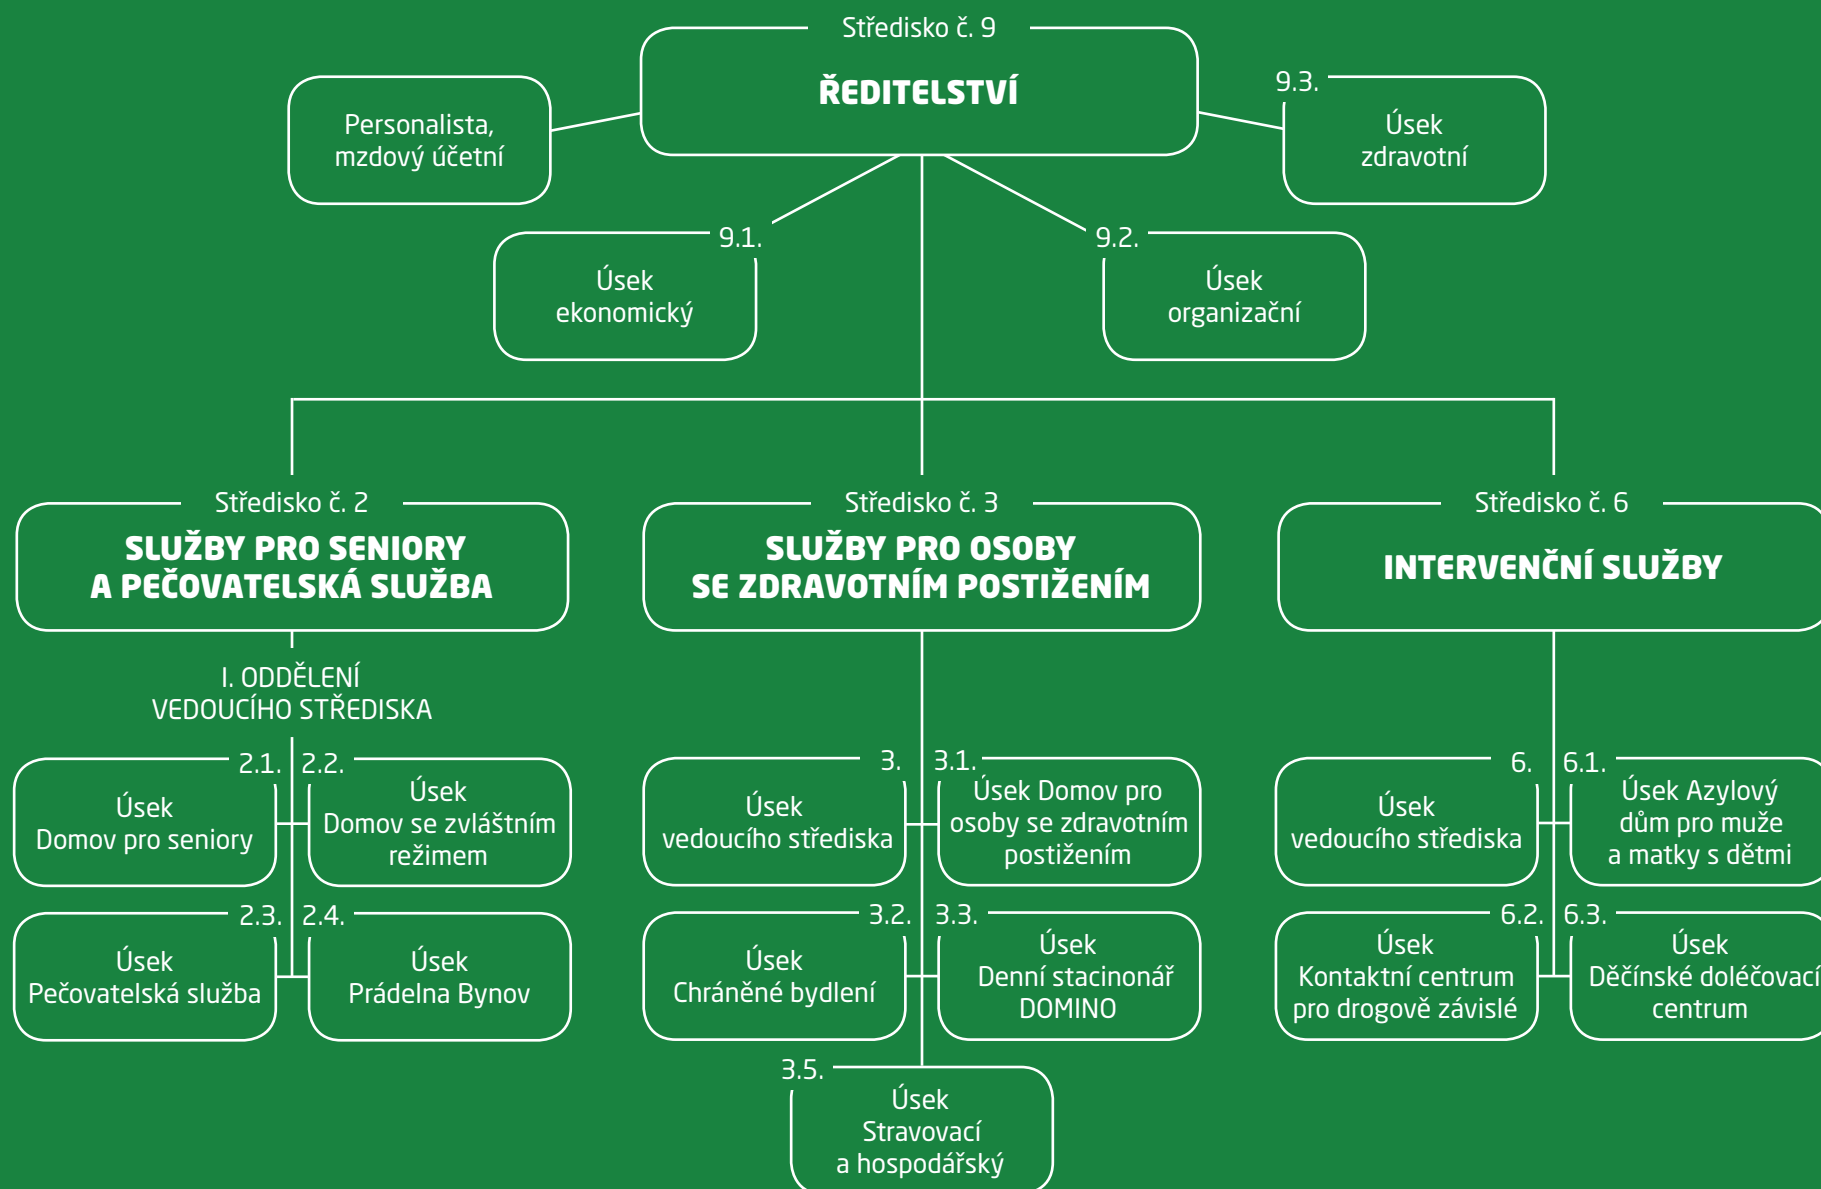 Středisko č. 9
ŘEDITELSTVÍ
Personalista,
mzdový účetní
9.3.
Úsek
zdravotní
9.1.
Úsek
ekonomický
9.2.
Úsek
organizační
Středisko č. 2
SLUŽBY PRO SENIORY
A PEČOVATELSKÁ SLUŽBA
Středisko č. 3
SLUŽBY PRO OSOBY
SE ZDRAVOTNÍM POSTIŽENÍM
Středisko č. 6
INTERVENČNÍ SLUŽBY
I. ODDĚLENÍ
VEDOUCÍHO STŘEDISKA
2.1.
Úsek
Domov pro seniory
2.2.
Úsek
Domov se zvláštním
režimem
2.3.
Úsek
Pečovatelská služba
2.4.
Úsek
Prádelna Bynov
3.
Úsek
vedoucího střediska
3.1.
Úsek Domov pro
osoby se zdravotním
postižením
3.2.
Úsek
Chráněné bydlení
3.3.
Úsek
Denní stacinonář
DOMINO
3.5.
Úsek
Stravovací
a hospodářský
6.
Úsek
vedoucího střediska
6.1.
Úsek Azylový
dům pro muže
a matky s dětmi
6.2.
Úsek
Kontaktní centrum
pro drogově závislé
6.3.
Úsek
Děčínské doléčovací
centrum